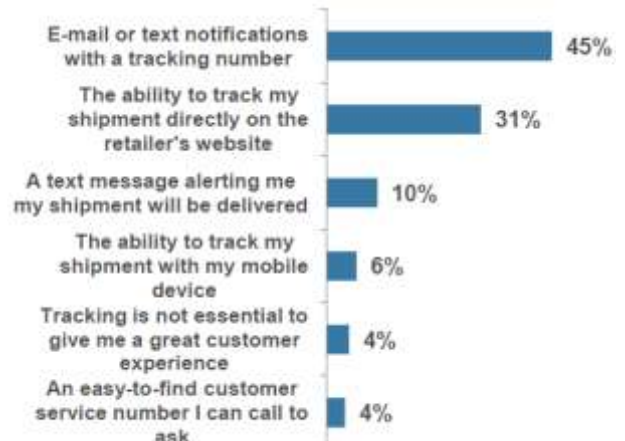 E-mail or text notifications
with a tracking number
45%
The ability to track my
shipment directly on the
retailer's website
31%
A text message alerting me
my shipment will be delivered
10%
The ability to track my
shipment with my mobile
device
6%
Tracking is not essential to
give me a great customer
experience
4%
An easy-to-find customer
service number I can call to
ask
4%